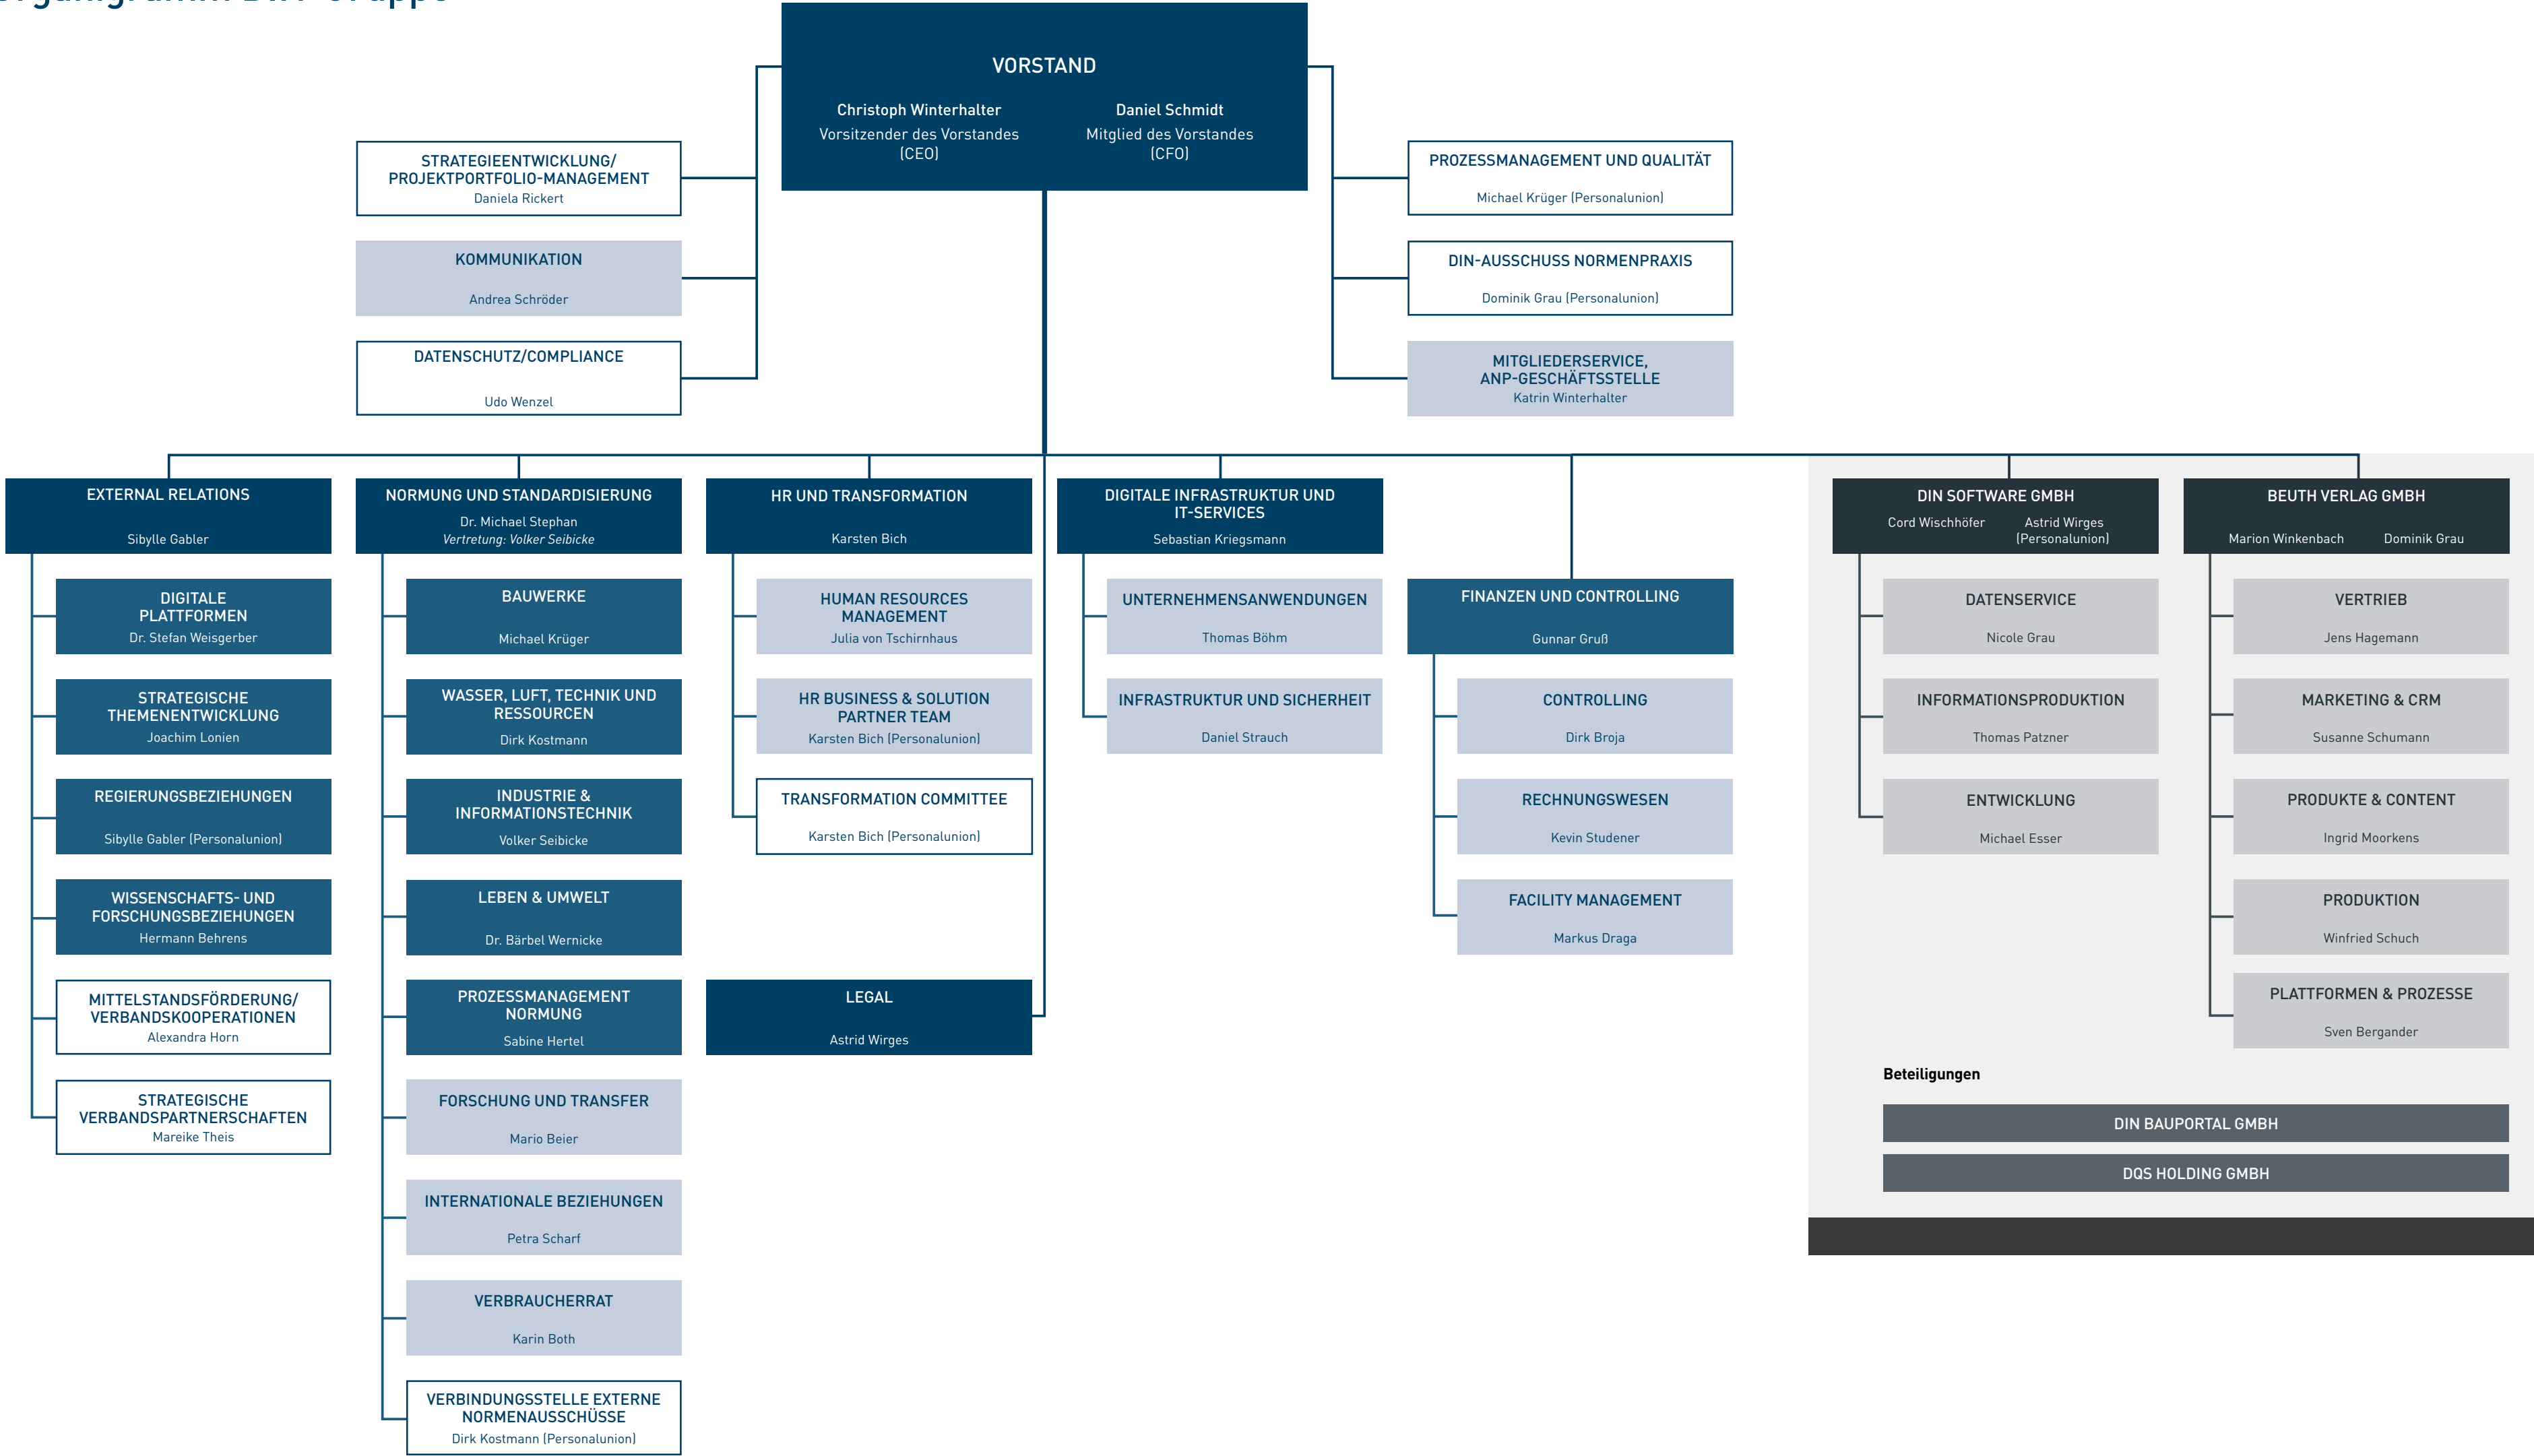 Organigramm DIN-Gruppe
VORSTAND
Christoph Winterhalter
Vorsitzender des Vorstandes
(CEO)
Daniel Schmidt
Mitglied des Vorstandes
(CFO)
STRATEGIEENTWICKLUNG/
PROJEKTPORTFOLIO-MANAGEMENT
Daniela Rickert
KOMMUNIKATION
Andrea Schröder
DATENSCHUTZ/COMPLIANCE
Udo Wenzel
PROZESSMANAGEMENT UND QUALITÄT
Michael Krüger (Personalunion)
DIN-AUSSCHUSS NORMENPRAXIS
Dominik Grau (Personalunion)
MITGLIEDERSERVICE,
ANP-GESCHÄFTSSTELLE
Katrin Winterhalter
EXTERNAL RELATIONS
Sibylle Gabler
DIGITALE
PLATTFORMEN
Dr. Stefan Weisgerber
STRATEGISCHE
THEMENENTWICKLUNG
Joachim Lonien
REGIERUNGSBEZIEHUNGEN
Sibylle Gabler (Personalunion)
WISSENSCHAFTS- UND
FORSCHUNGSBEZIEHUNGEN
Hermann Behrens
MITTELSTANDSFÖRDERUNG/
VERBANDSKOOPERATIONEN
Alexandra Horn
STRATEGISCHE
VERBANDSPARTNERSCHAFTEN
Mareike Theis
NORMUNG UND STANDARDISIERUNG
Dr. Michael Stephan
Vertretung: Volker Seibicke
BAUWERKE
Michael Krüger
WASSER, LUFT, TECHNIK UND
RESSOURCEN
Dirk Kostmann
INDUSTRIE &
INFORMATIONSTECHNIK
Volker Seibicke
LEBEN & UMWELT
Dr. Bärbel Wernicke
PROZESSMANAGEMENT
NORMUNG
Sabine Hertel
FORSCHUNG UND TRANSFER
Mario Beier
INTERNATIONALE BEZIEHUNGEN
Petra Scharf
VERBRAUCHERRAT
Karin Both
VERBINDUNGSSTELLE EXTERNE
NORMENAUSSCHÜSSE
Dirk Kostmann (Personalunion)
HR UND TRANSFORMATION
Karsten Bich
HUMAN RESOURCES
MANAGEMENT
Julia von Tschirnhaus
HR BUSINESS & SOLUTION
PARTNER TEAM
Karsten Bich (Personalunion)
TRANSFORMATION COMMITTEE
Karsten Bich (Personalunion)
LEGAL
Astrid Wirges
DIGITALE INFRASTRUKTUR UND
IT-SERVICES
Sebastian Kriegsmann
UNTERNEHMENSANWENDUNGEN
Thomas Böhm
INFRASTRUKTUR UND SICHERHEIT
Daniel Strauch
FINANZEN UND CONTROLLING
Gunnar Gruß
CONTROLLING
Dirk Broja
RECHNUNGSWESEN
Kevin Studener
FACILITY MANAGEMENT
Markus Draga
DIN SOFTWARE GMBH
Cord Wischhöfer
Astrid Wirges
(Personalunion)
DATENSERVICE
Nicole Grau
INFORMATIONSPRODUKTION
Thomas Patzner
ENTWICKLUNG
Michael Esser
BEUTH VERLAG GMBH
Marion Winkenbach
Dominik Grau
VERTRIEB
Jens Hagemann
MARKETING & CRM
Susanne Schumann
PRODUKTE & CONTENT
Ingrid Moorkens
PRODUKTION
Winfried Schuch
PLATTFORMEN & PROZESSE
Sven Bergander
Beteiligungen
DIN BAUPORTAL GMBH
DQS HOLDING GMBH